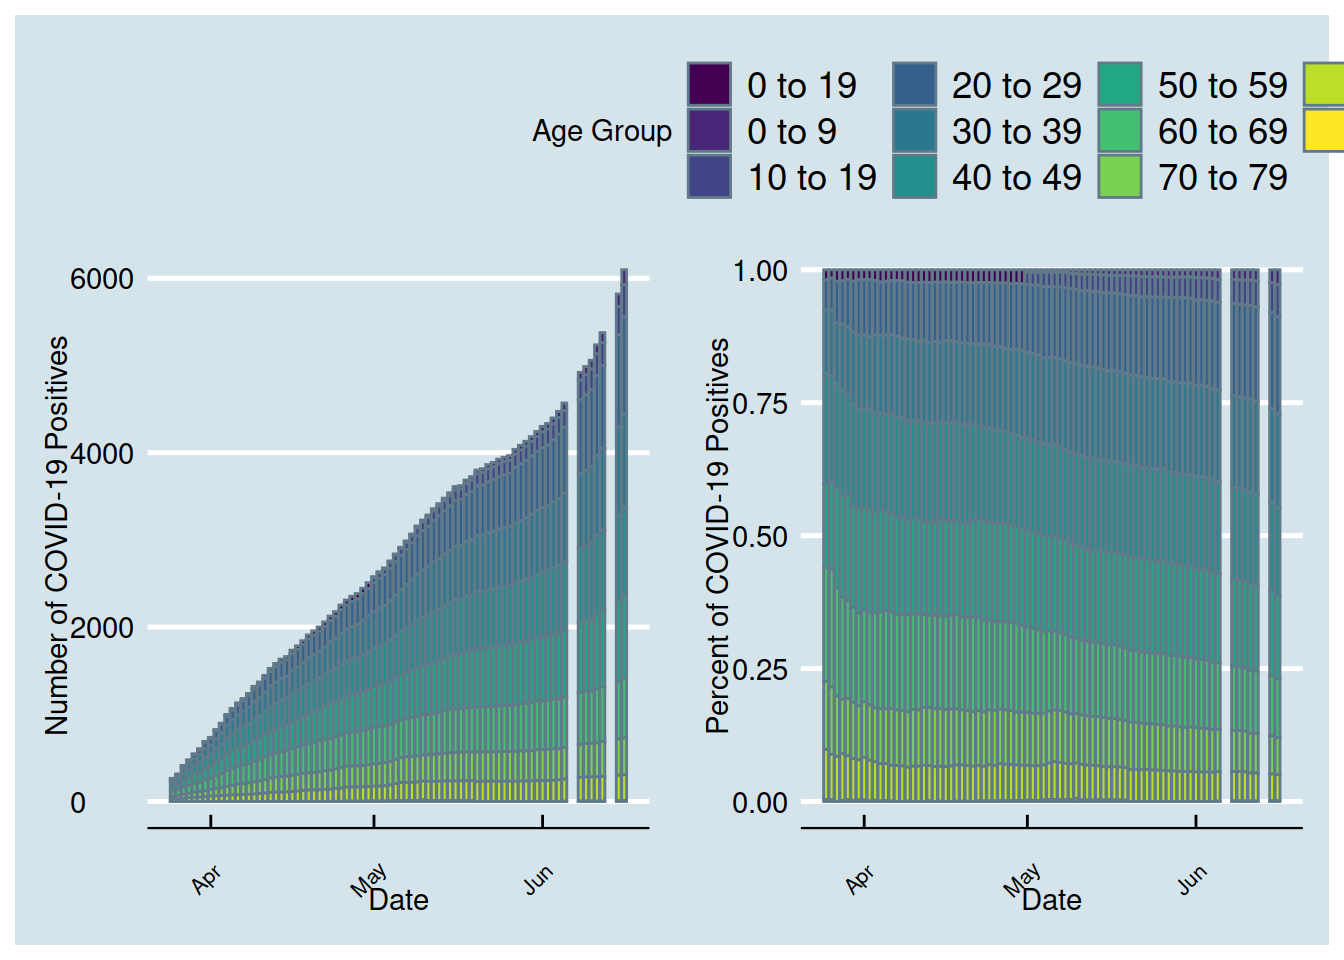 0 to 19 20 to 29 50 to 59
Age Group 0 to 9 30 to 39 60 to 69
10 to 19 40 to 49 70 to 79
Number of COVID-19 Positives
6000
4000
2000
0
Apr May Jun
Date
Percent of COVID-19 Positives
1.00
0.75
0.50
0.25
0.00
Apr May Jun
Date